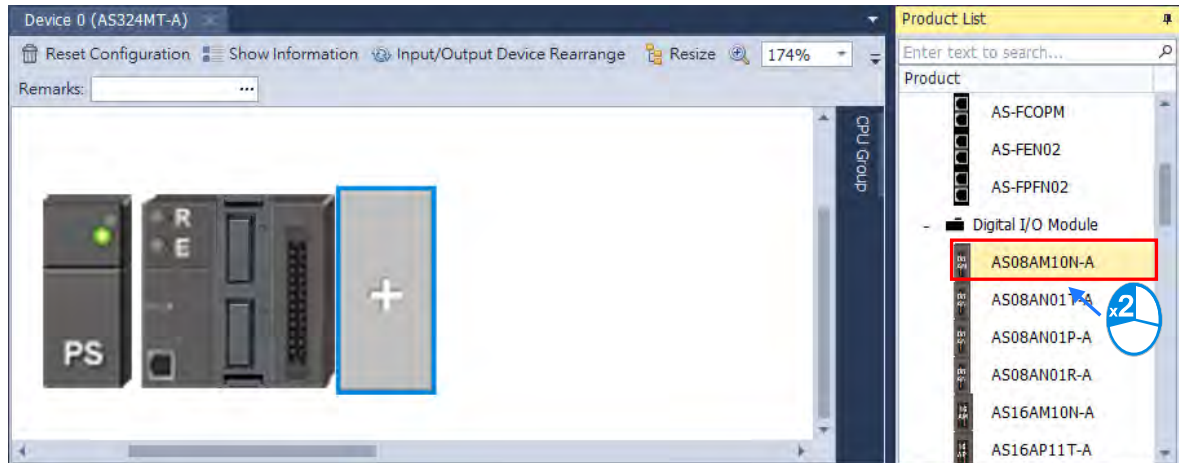 Device 0 (AS324MT-A)
Reset Configuration Show Information Input/Output Device Rearrange Resize 174%
Remarks: ...
CPU Group
R
E
PS
+
Product List
Enter text to search...
Product
AS-FCOPM
AS-FEN02
AS-FPFN02
- Digital I/O Module
AS08AM10N-A
AS08AN01T-A
x2
AS08AN01P-A
AS08AN01R-A
AS16AM10N-A
AS16AP11T-A